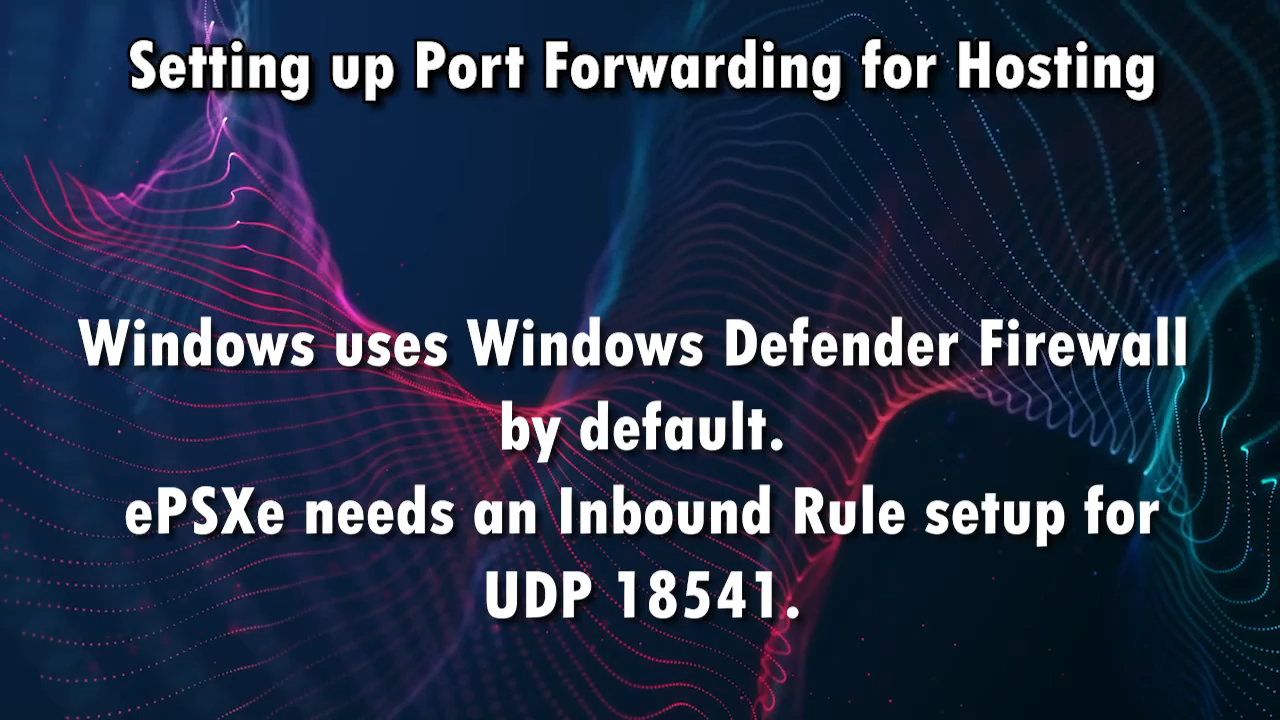 Setting up Port Forwarding for Hosting
Windows uses Windows Defender Firewall
by default.
ePSXe needs an Inbound Rule setup for
UDP 18541.